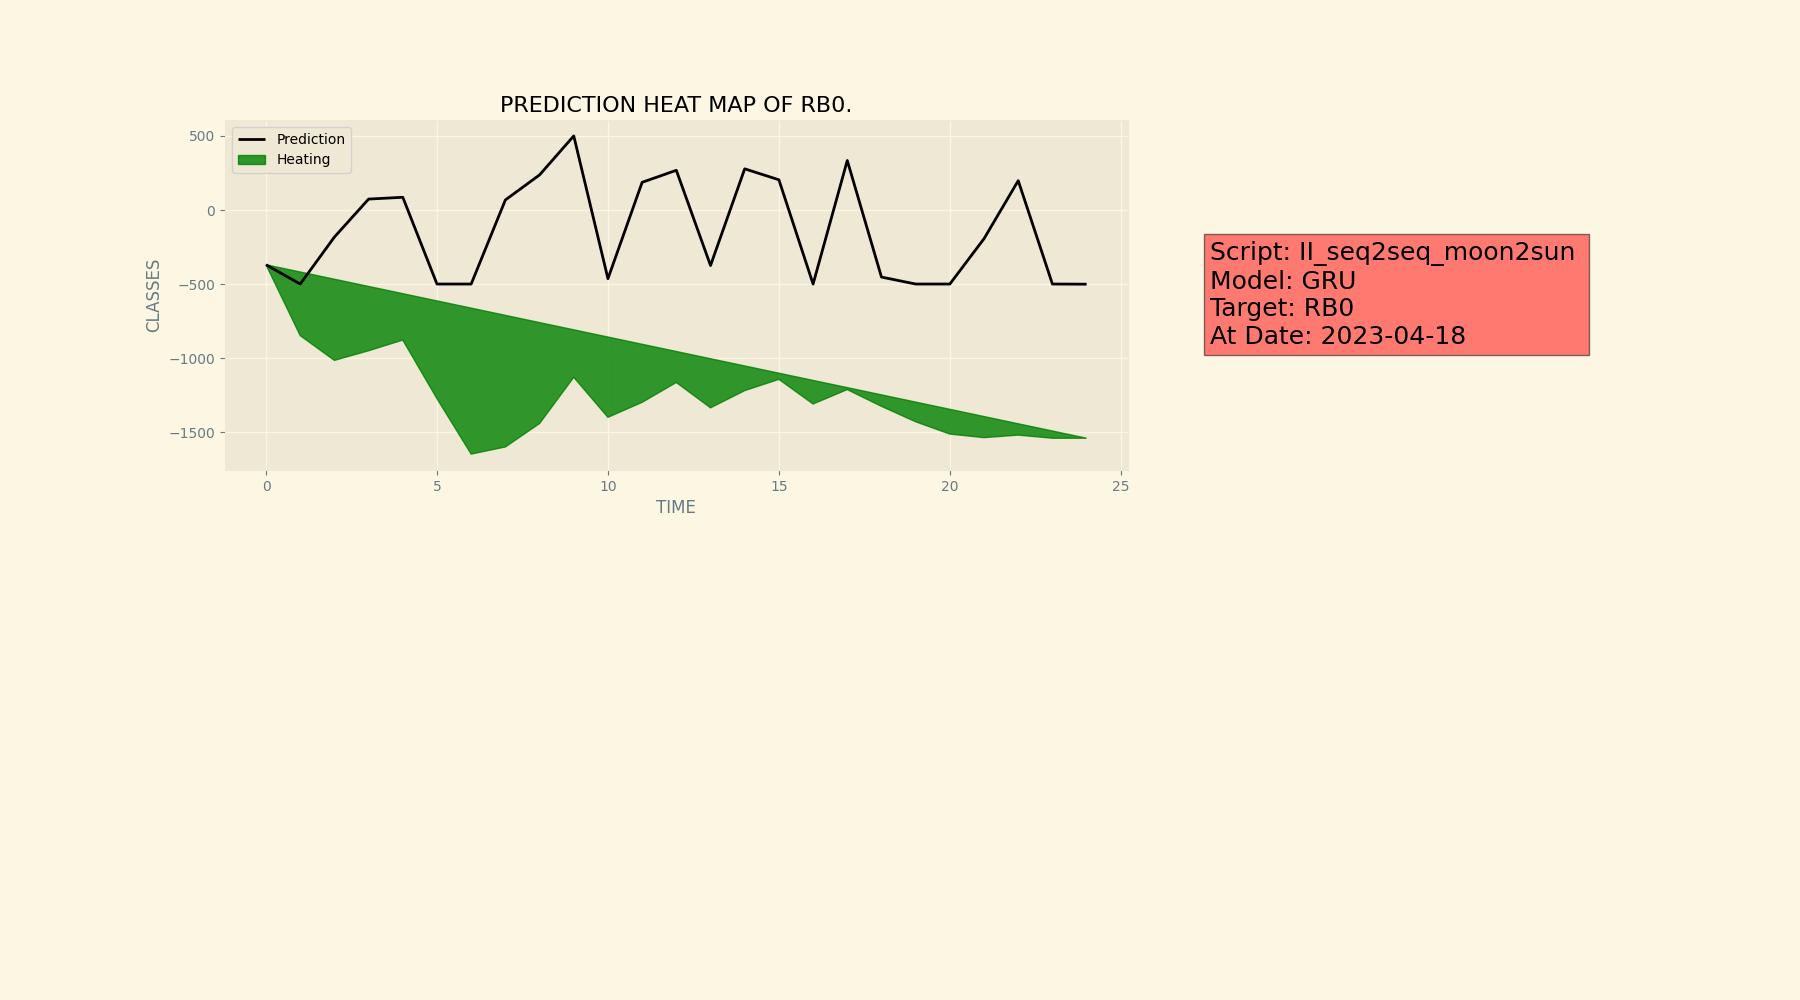 PREDICTION HEAT MAP OF RB0.
Prediction
Heating
500
0
−500
−1000
−1500
CLASSES
0 5 10 15 20 25
TIME
Script: II_seq2seq_moon2sun
Model: GRU
Target: RB0
At Date: 2023-04-18